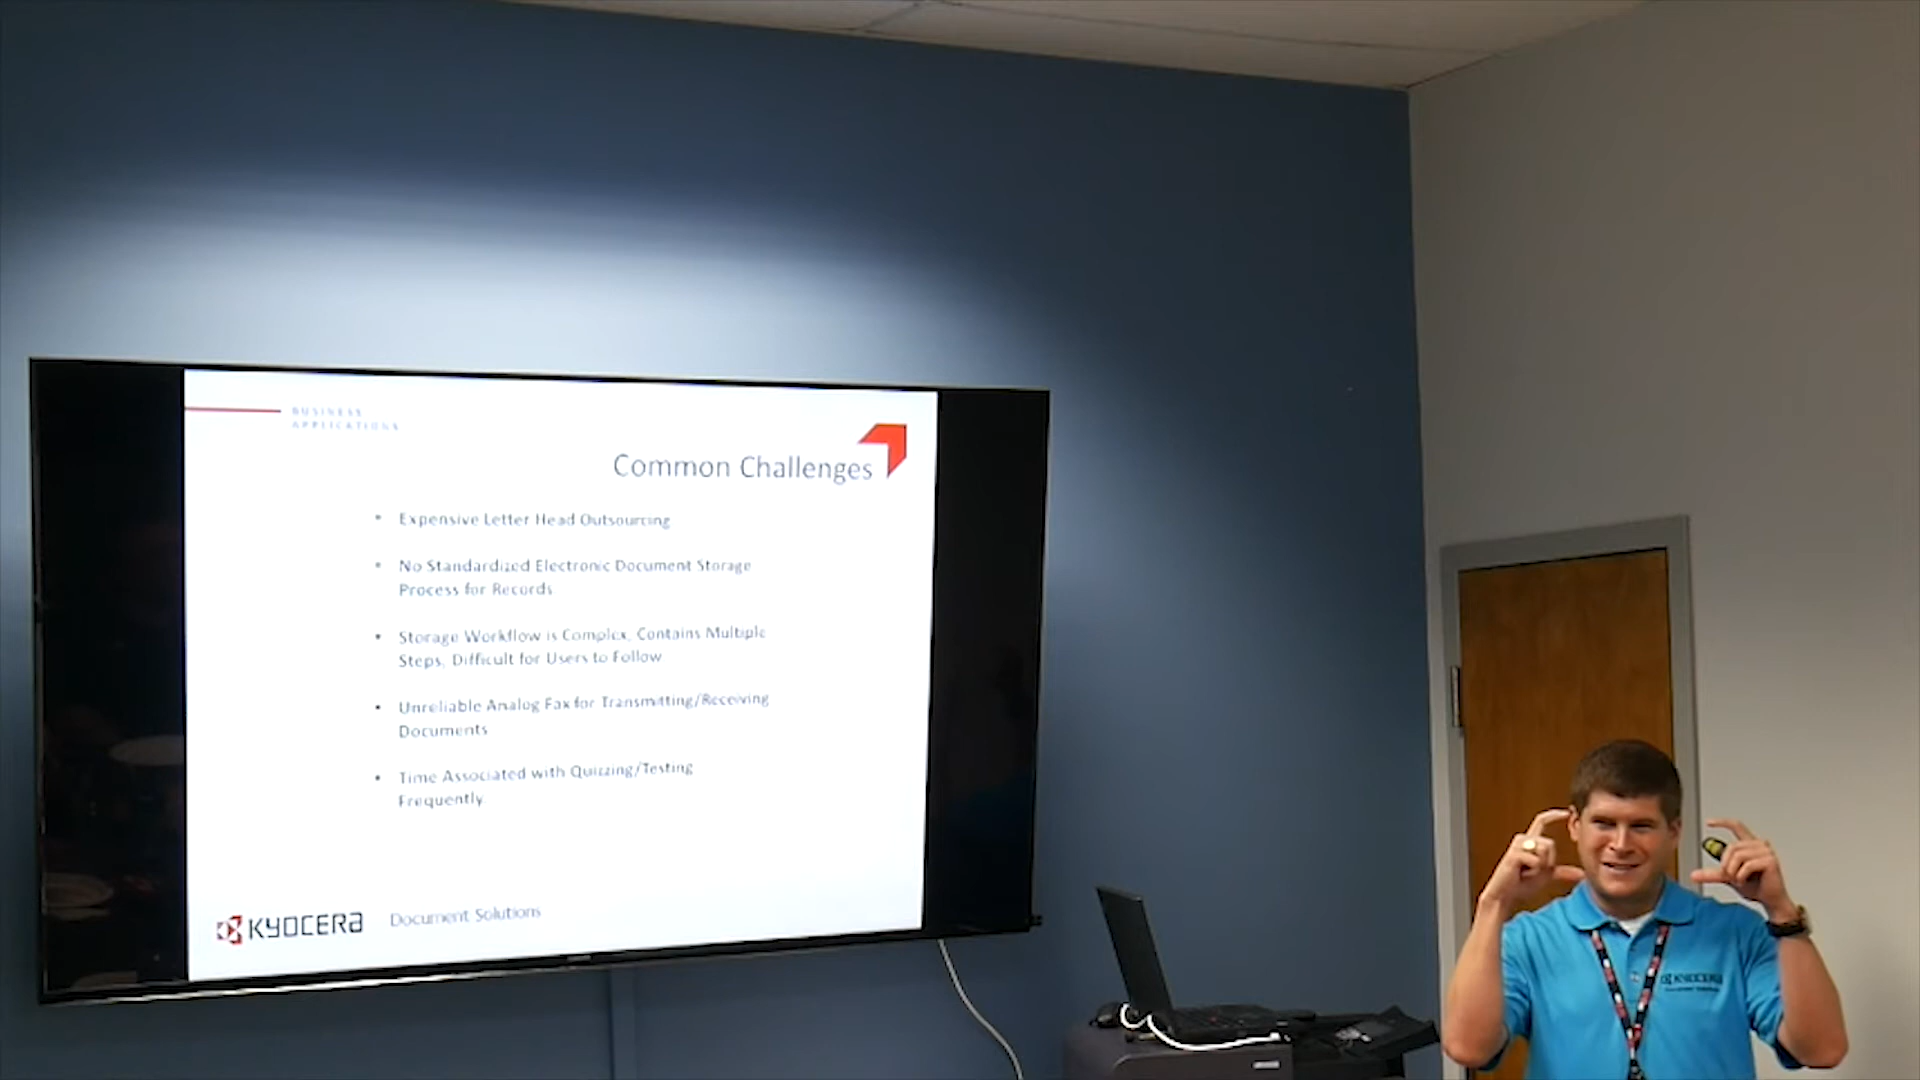 BUSINESS
APPLICATIONS
Common Challenges
• Expensive Letter Head Outsourcing
• No Standardized Electronic Document Storage
Process for Records
• Storage Workflow is Complex, Contains Multiple
Steps, Difficult for Users to Follow
• Unreliable Analog Fax for Transmitting/Receiving
Documents
• Time Associated with Quizzing/Testing
Frequently
KYOCERA Document Solutions
KYOCERA